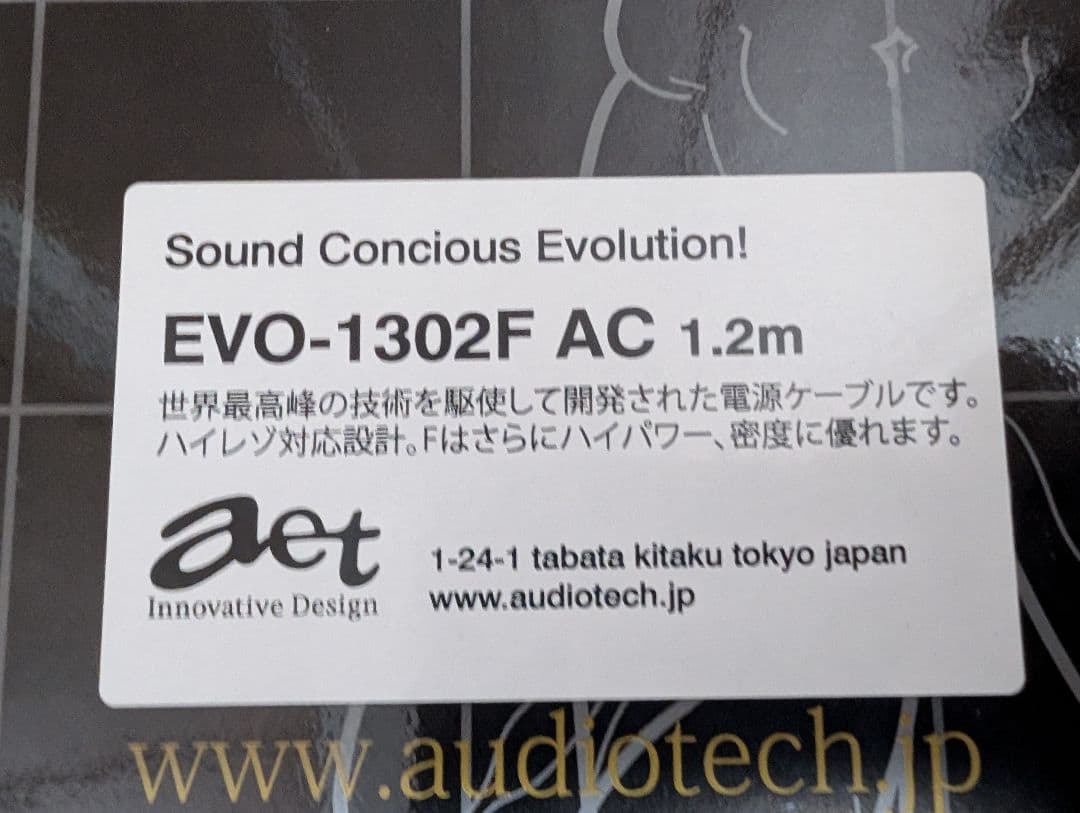 Sound Concious Evolution!
EVO-1302F AC 1.2m
世界最高峰の技術を駆使して開発された電源ケーブルです。
ハイレゾ対応設計。Fはさらにハイパワー、密度に優れます。
aet
Innovative Design
1-24-1 tabata kitaku tokyo japan
www.audiotech.jp
www.audiotech.jp